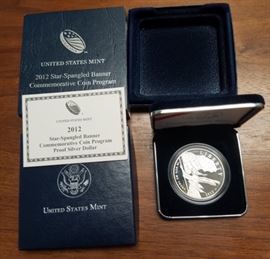 UNITED STATES MINT
2012 Star-Spangled Banner
Commemorative Coin Program
UNITED STATES MINT
2012
Star-Spangled Banner
Commemorative Coin Program
Proof Silver Dollar
UNITED STATES MINT
LIBERTY